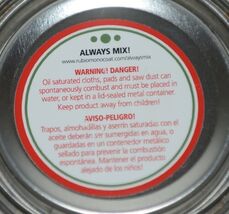 ALWAYS MIX!
www.rubiomonocoat.com/alwaysmix
WARNING! DANGER!
Oil saturated cloths, pads and saw dust can
spontaneously combust and must be placed in
water, or kept in a lid-sealed metal container.
Keep product away from children!
AVISO-PELIGRO!
Trapos, almohadillas y aserrín saturadas con el
aceite deberán ser sumergidas en agua, o
guardadas en un contenedor metálico
sellado para prevenir la combustión
espontánea. Mantener el producto
alejado de los niños!